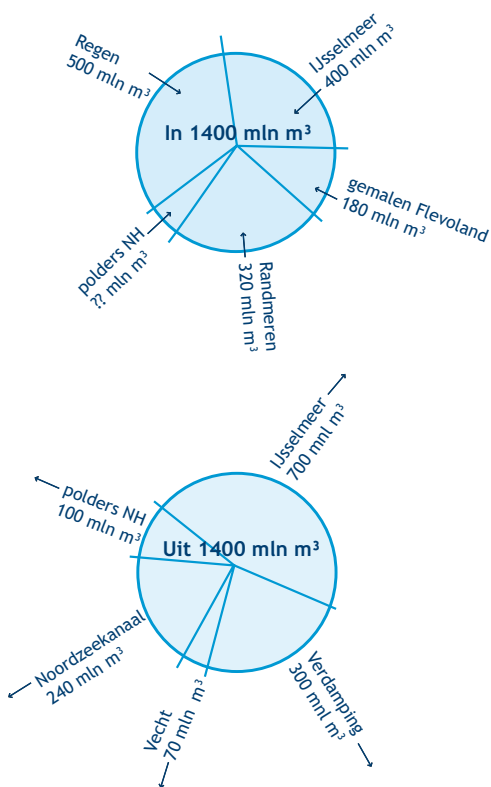 Regen
500 mln m³
IJsselmeer
400 mln m³
In 1400 mln m³
gemalen Flevoland
180 mln m³
polders NH
?? mln m³
Randmeren
320 mln m³
IJsselmeer
700 mnl m³
polders NH
100 mln m³
Uit 1400 mln m³
Noordzeekanaal
240 mln m³
Vecht
70 mln m³
Verdamping
300 mnl m³